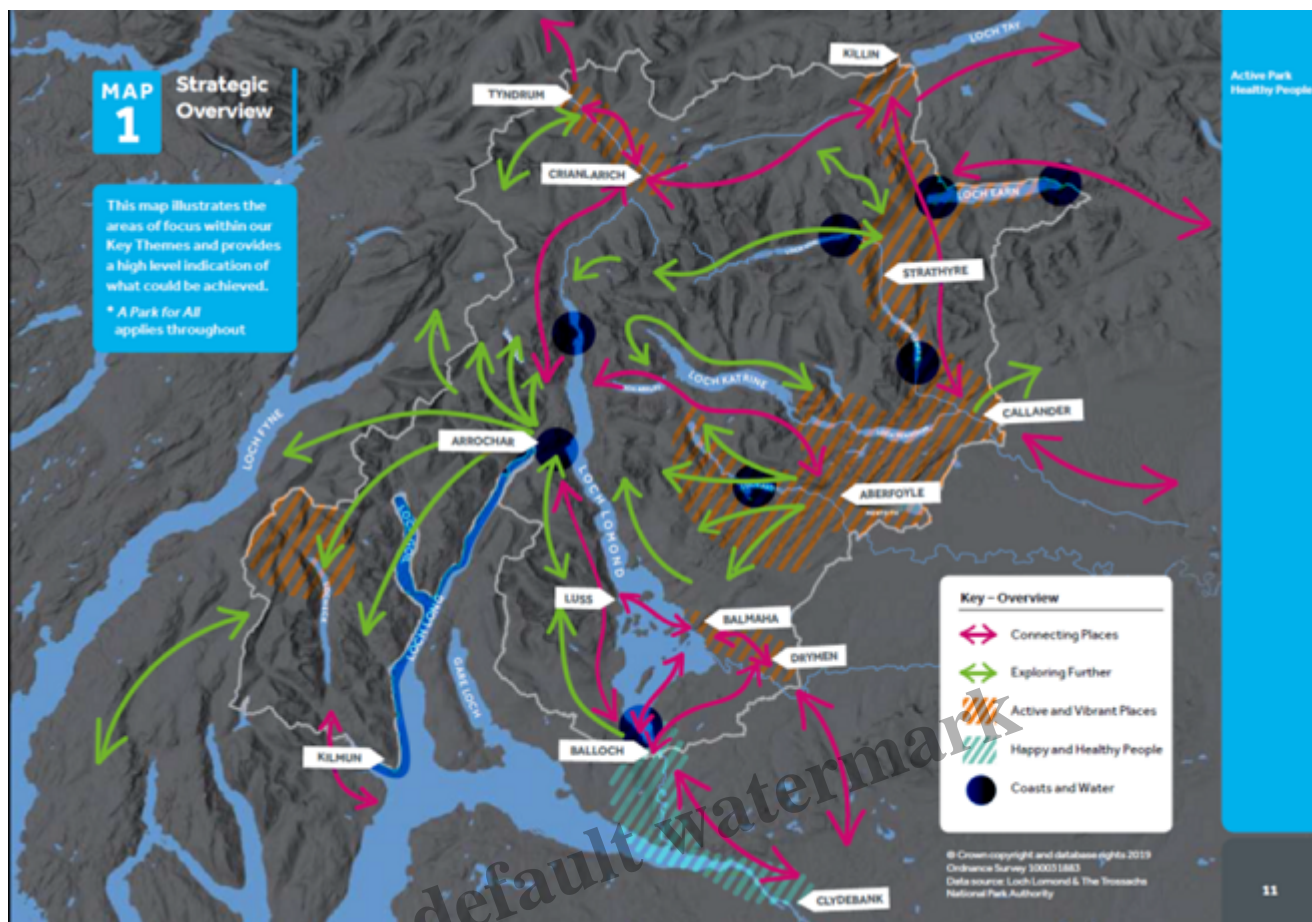 MAP
1
Strategic
Overview
This map illustrates the
areas of focus within our
Key Themes and provides
a high level indication of
what could be achieved.
* A Park for All
applies throughout
Active Park
Healthy People
KILLIN
LOCH TAY
TYNDRUM
CRIANLARICH
LOCH EARN
STRATHYRE
LOCH KATRINE
CALLANDER
LOCH FYNE
ARROCHAR
LOCH LOMOND
ABERFOYLE
LOCH LONG
GARE LOCH
LUSS
BALMAHA
DRYMEN
KILMUN
BALLOCH
CLYDEBANK
Key – Overview
Connecting Places
Exploring Further
Active and Vibrant Places
Happy and Healthy People
Coasts and Water
© Crown copyright and database rights 2019
Ordnance Survey 100031883
Data source: Loch Lomond & The Trossachs
National Park Authority
11
default watermark